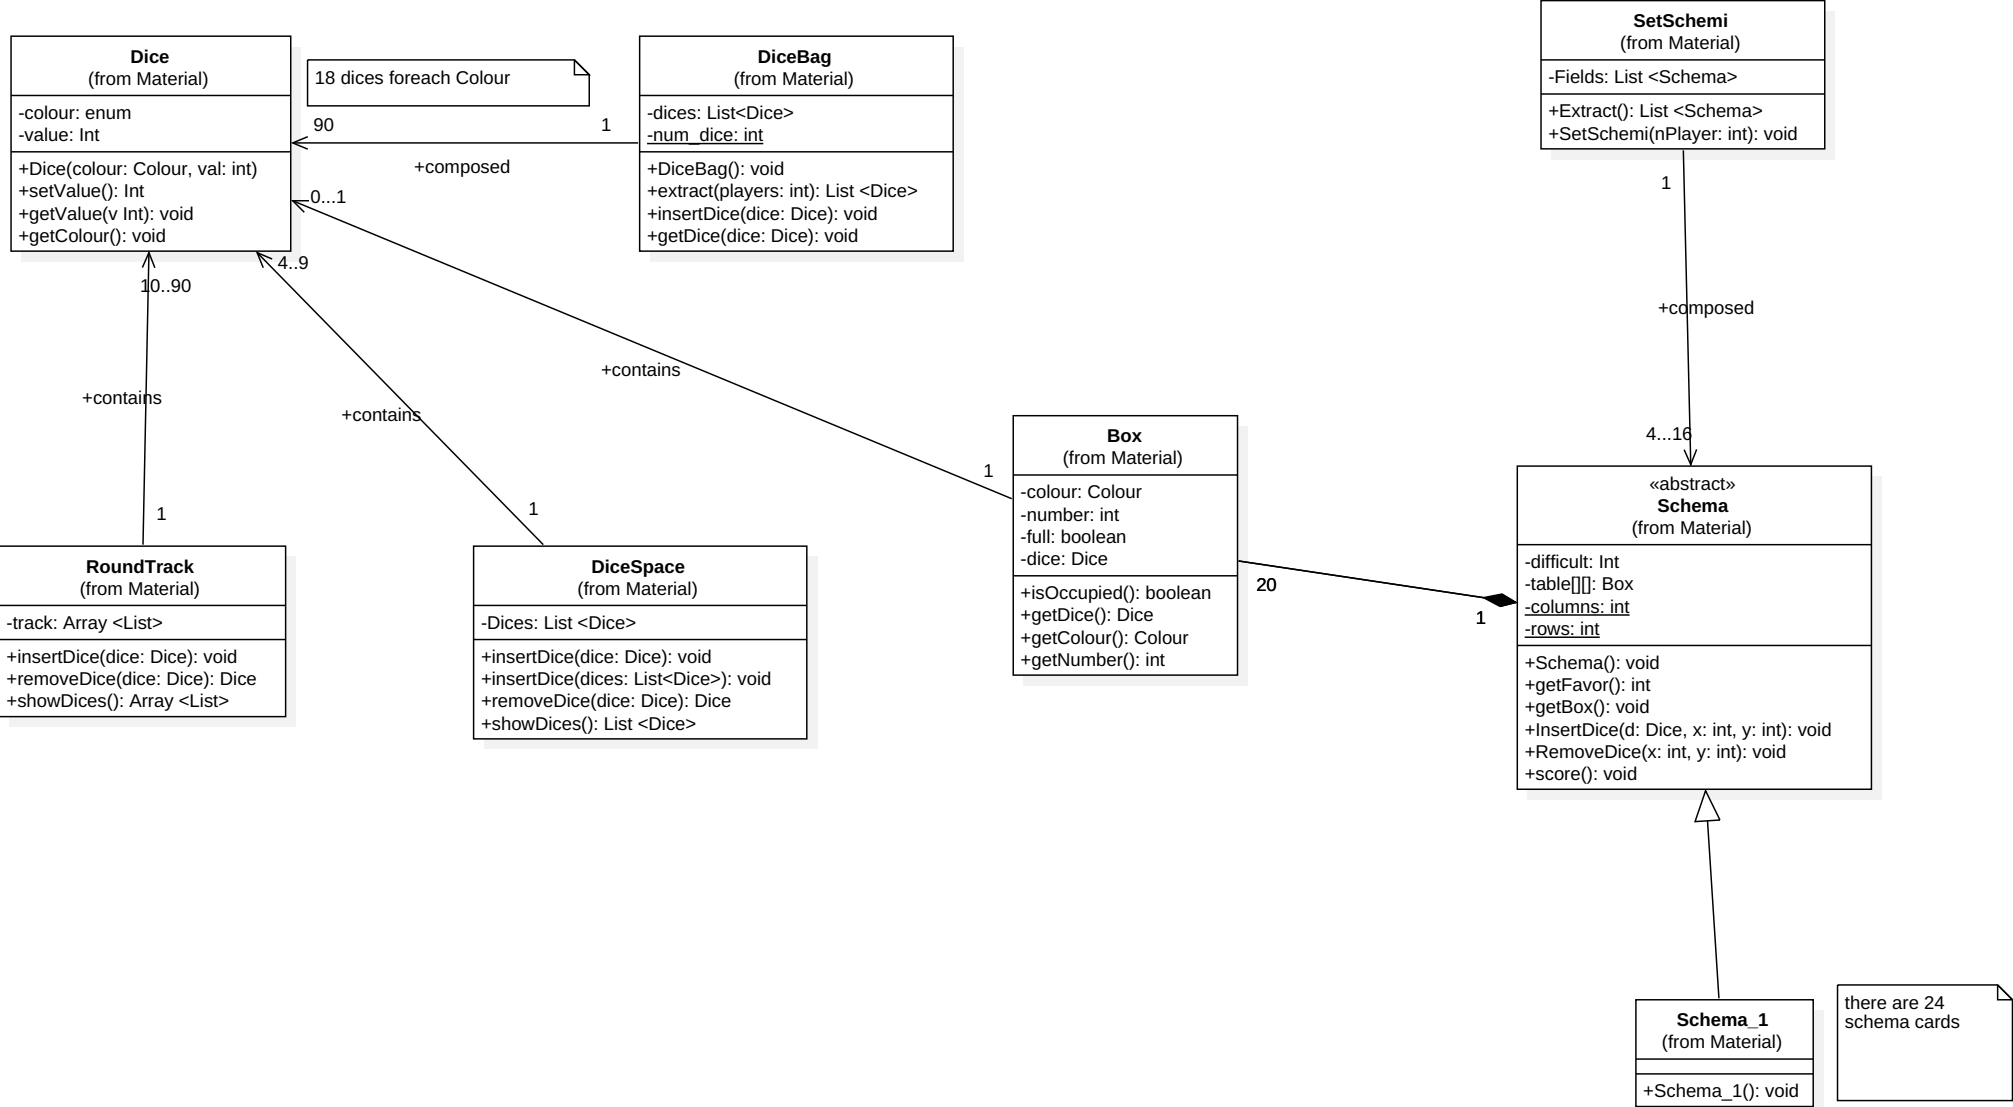 Dice
(from Material)
-colour: enum
-value: Int
+Dice(colour: Colour, val: int)
+setValue(): Int
+getValue(v Int): void
+getColour(): void
18 dices foreach Colour
90
1
+composed
DiceBag
(from Material)
-dices: List<Dice>
-num_dice: int
+DiceBag(): void
+extract(players: int): List <Dice>
+insertDice(dice: Dice): void
+getDice(dice: Dice): void
SetSchemi
(from Material)
-Fields: List <Schema>
+Extract(): List <Schema>
+SetSchemi(nPlayer: int): void
1
+composed
4...16
0...1
+contains
1
4..9
+contains
1
10..90
+contains
1
RoundTrack
(from Material)
-track: Array <List>
+insertDice(dice: Dice): void
+removeDice(dice: Dice): Dice
+showDices(): Array <List>
DiceSpace
(from Material)
-Dices: List <Dice>
+insertDice(dice: Dice): void
+insertDice(dices: List<Dice>): void
+removeDice(dice: Dice): Dice
+showDices(): List <Dice>
Box
(from Material)
-colour: Colour
-number: int
-full: boolean
-dice: Dice
+isOccupied(): boolean
+getDice(): Dice
+getColour(): Colour
+getNumber(): int
20
1
«abstract»
Schema
(from Material)
-difficult: Int
-table[][]: Box
-columns: int
-rows: int
+Schema(): void
+getFavor(): int
+getBox(): void
+InsertDice(d: Dice, x: int, y: int): void
+RemoveDice(x: int, y: int): void
+score(): void
Schema_1
(from Material)
+Schema_1(): void
there are 24
schema cards